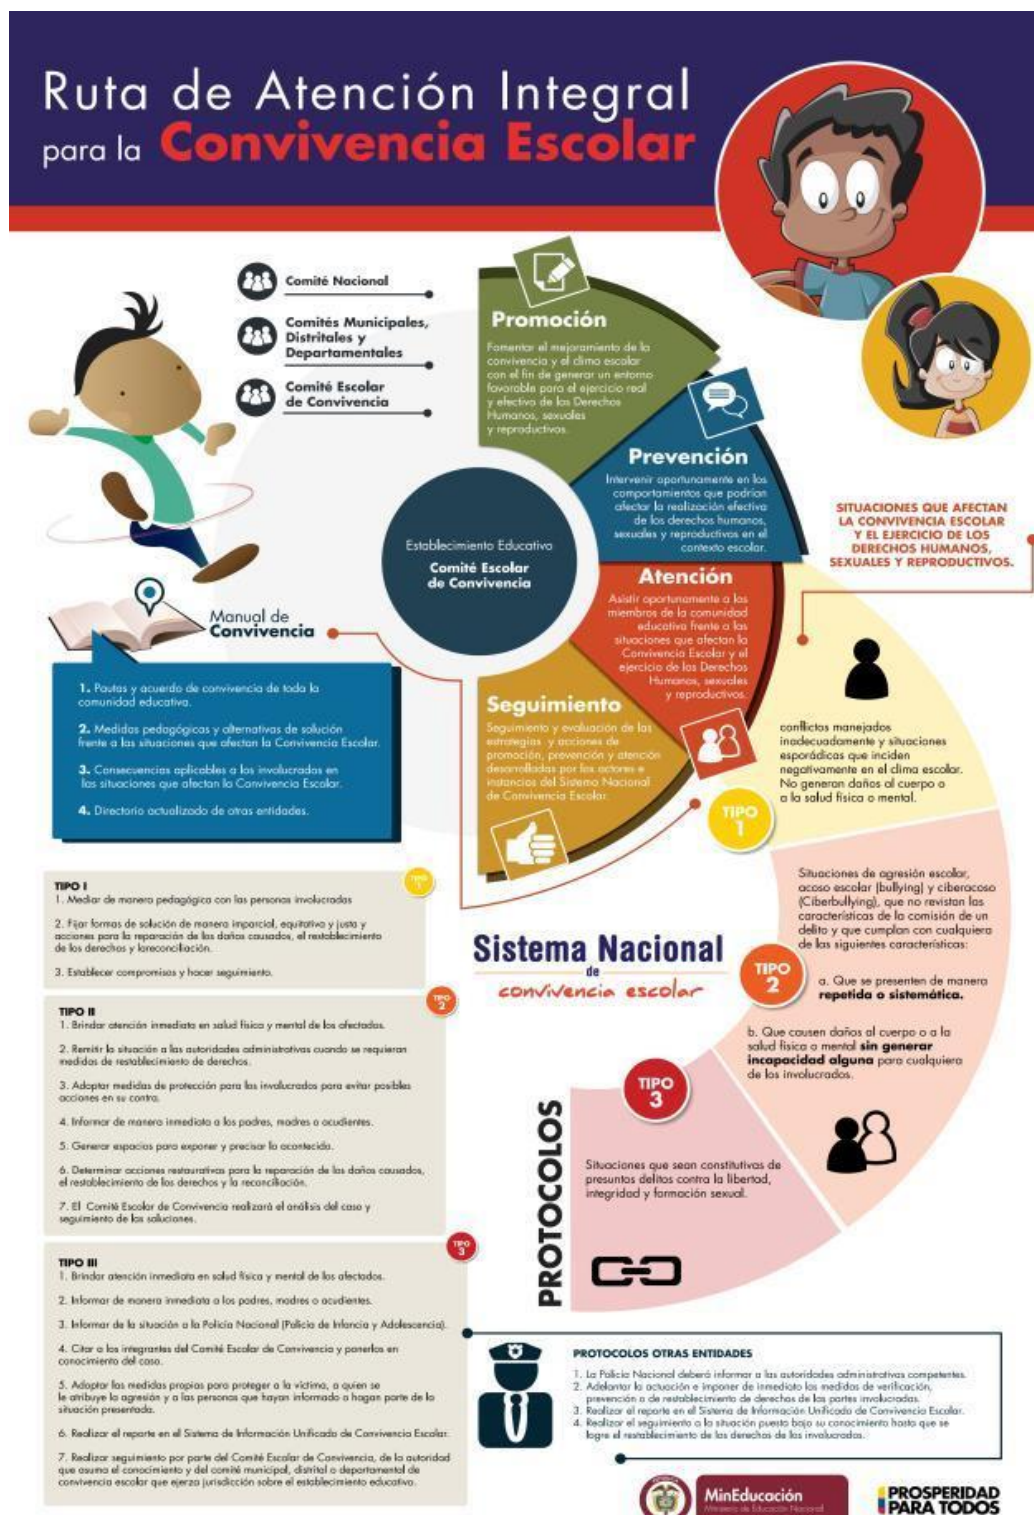 Ruta de Atención Integral
para la Convivencia Escolar
Comité Nacional
Comités Municipales,
Distritales y
Departamentales
Comité Escolar
de Convivencia
Promoción
Fomentar el mejoramiento de la
convivencia y el clima escolar
con el fin de generar un entorno
favorable para el ejercicio real
y efectivo de los Derechos
Humanos, sexuales
y reproductivos.
Prevención
Intervenir oportunamente en los
comportamientos que podrían
afectar la realización efectiva
de los derechos humanos,
sexuales y reproductivos en el
contexto escolar.
Establecimiento Educativo
Comité Escolar
de Convivencia
Atención
Asistir oportunamente a los
miembros de la comunidad
educativa frente a las
situaciones que afectan la
Convivencia Escolar y el
ejercicio de los Derechos
Humanos, sexuales
y reproductivos.
Seguimiento
Seguimiento y evaluación de las
estrategias y acciones de
promoción, prevención y atención
desarrolladas por los actores e
instancias del Sistema Nacional
de Convivencia Escolar.
SITUACIONES QUE AFECTAN
LA CONVIVENCIA ESCOLAR
Y EL EJERCICIO DE LOS
DERECHOS HUMANOS,
SEXUALES Y REPRODUCTIVOS.
Manual de
Convivencia
1. Pautas y acuerdo de convivencia de toda la
comunidad educativa.
2. Medidas pedagógicas y alternativas de solución
frente a las situaciones que afectan la Convivencia Escolar.
3. Consecuencias aplicables a los involucrados en
las situaciones que afectan la Convivencia Escolar.
4. Directorio actualizado de otras entidades.
conflictos manejados
inadecuadamente y situaciones
esporádicas que inciden
negativamente en el clima escolar.
No generan daños al cuerpo o
a la salud física o mental.
TIPO
1
Situaciones de agresión escolar,
acoso escolar (bullying) y ciberacoso
(Ciberbullying), que no revistan las
características de la comisión de un
delito y que cumplan con cualquiera
de las siguientes características:
a. Que se presenten de manera
repetida o sistemática.
b. Que causen daños al cuerpo o a la
salud física o mental sin generar
incapacidad alguna para cualquiera
de los involucrados.
TIPO
2
Sistema Nacional
de
convivencia escolar
TIPO
3
Situaciones que sean constitutivas de
presuntos delitos contra la libertad,
integridad y formación sexual.
PROTOCOLOS
TIPO
1
TIPO I
1. Mediar de manera pedagógica con las personas involucradas
2. Fijar formas de solución de manera imparcial, equitativa y justa y
acciones para la reparación de los daños causados, el restablecimiento
de los derechos y lareconciliación.
3. Establecer compromisos y hacer seguimiento.
TIPO
2
TIPO II
1. Brindar atención inmediata en salud física y mental de los afectados.
2. Remitir la situación a las autoridades administrativas cuando se requieran
medidas de restablecimiento de derechos.
3. Adoptar medidas de protección para los involucrados para evitar posibles
acciones en su contra.
4. Informar de manera inmediata a los padres, madres o acudientes.
5. Generar espacios para exponer y precisar lo acontecido.
6. Determinar acciones restaurativas para la reparación de los daños causados,
el restablecimiento de los derechos y la reconciliación.
7. El Comité Escolar de Convivencia realizará el análisis del caso y
seguimiento de las soluciones.
TIPO
3
TIPO III
1. Brindar atención inmediata en salud física y mental de los afectados.
2. Informar de manera inmediata a los padres, madres o acudientes.
3. Informar de la situación a la Policía Nacional (Policía de Infancia y Adolescencia).
4. Citar a los integrantes del Comité Escolar de Convivencia y ponerlos en
conocimiento del caso.
5. Adoptar las medidas propias para proteger a la víctima, a quien se
le atribuye la agresión y a las personas que hayan informado o hagan parte de la
situación presentada.
6. Realizar el reporte en el Sistema de Información Unificado de Convivencia Escolar.
7. Realizar seguimiento por parte del Comité Escolar de Convivencia, de la autoridad
que asuma el conocimiento y del comité municipal, distrital o departamental de
convivencia escolar que ejerza jurisdicción sobre el establecimiento educativo.
PROTOCOLOS OTRAS ENTIDADES
1. La Policía Nacional deberá informar a las autoridades administrativas competentes.
2. Adelantar la actuación e imponer de inmediato las medidas de verificación,
prevención o de restablecimiento de derechos de las partes involucradas.
3. Realizar el reporte en el Sistema de Información Unificado de Convivencia Escolar.
4. Realizar el seguimiento a la situación puesta bajo su conocimiento hasta que se
logre el restablecimiento de los derechos de los involucrados.
MinEducación
Ministerio de Educación Nacional
PROSPERIDAD
PARA TODOS